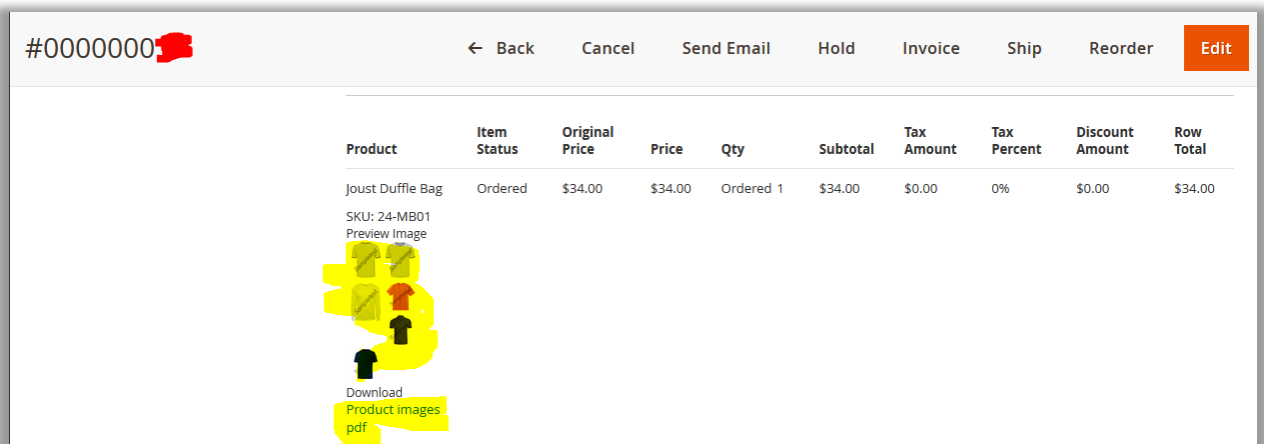 #0000000
← Back Cancel Send Email Hold Invoice Ship Reorder Edit
Product Item Status Original Price Price Qty Subtotal Tax Amount Tax Percent Discount Amount Row Total
Joust Duffle Bag Ordered $34.00 $34.00 Ordered 1 $34.00 $0.00 0% $0.00 $34.00
SKU: 24-MB01
Preview Image
Download
Product images
pdf